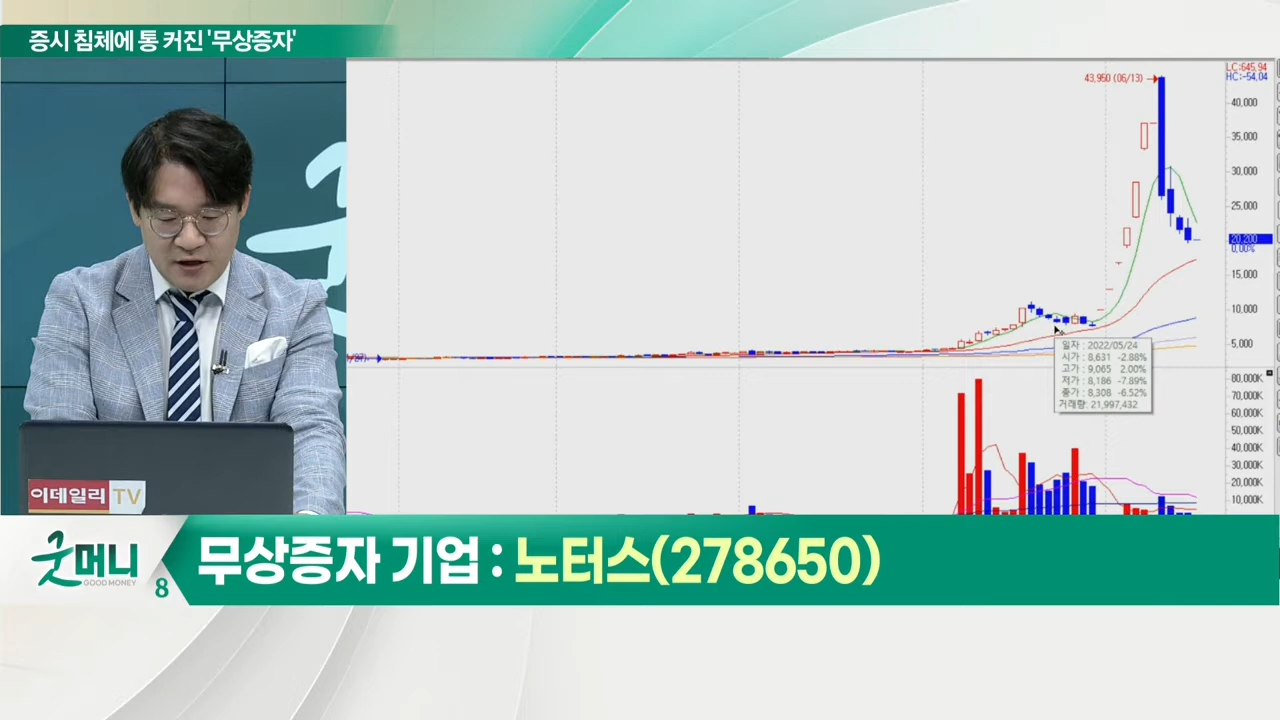 증시 침체에 통 커진 '무상증자'
LC:645.94
HC:-54.04
43,950 (06/13)
40,000
35,000
30,000
25,000
20,200
0.00%
15,000
10,000
5,000
일자 : 2022/05/24
시가 : 8,631 -2.88%
고가 : 9,065 2.00%
저가 : 8,186 -7.89%
종가 : 8,308 -6.52%
거래량: 21,997,432
80,000K
70,000K
60,000K
50,000K
40,000K
30,000K
20,000K
10,000K
이데일리 TV
굿머니
GOOD MONEY
8
무상증자 기업 : 노터스(278650)